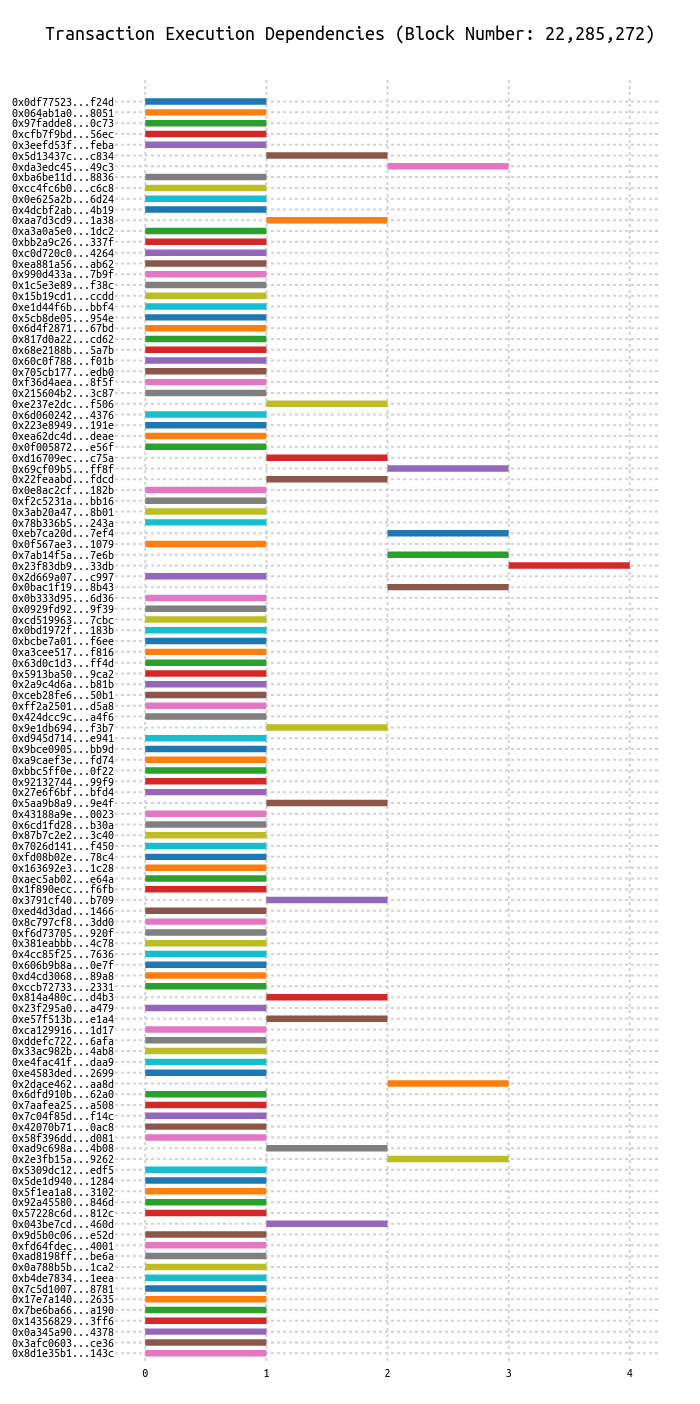 Transaction Execution Dependencies (Block Number: 22,285,272)
0x0df77523...f24d
0x064ab1a0...8051
0x97fadde8...0c73
0xcfb7f9bd...56ec
0x3eefd53f...feba
0x5d13437c...c834
0xda3edc45...49c3
0xba6be11d...8836
0xcc4fc6b0...c6c8
0x0e625a2b...6d24
0x4dcbf2ab...4b19
0xaa7d3cd9...1a38
0xa3a0a5e0...1dc2
0xbb2a9c26...337f
0xc0d720c0...4264
0xea881a56...ab62
0x990d433a...7b9f
0x1c5e3e89...f38c
0x15b19cd1...ccdd
0xe1d44f6b...bbf4
0x5cb8de05...954e
0x6d4f2871...67bd
0x817d0a22...cd62
0x68e2188b...5a7b
0x60c0f788...f01b
0x705cb177...edb0
0xf36d4aea...8f5f
0x215604b2...3c87
0xe237e2dc...f506
0x6d060242...4376
0x223e8949...191e
0xea62dc4d...deae
0x0f005872...e56f
0xd16709ec...c75a
0x69cf09b5...ff8f
0x22feaabd...fdcd
0x0e8ac2cf...182b
0xf2c5231a...bb16
0x3ab20a47...8b01
0x78b336b5...243a
0xeb7ca20d...7ef4
0x0f567ae3...1079
0x7ab14f5a...7e6b
0x23f83db9...33db
0x2d669a07...c997
0x0bac1f19...8b43
0x0b333d95...6d36
0x0929fd92...9f39
0xcd519963...7cbc
0x0bd1972f...183b
0xbcbe7a01...f6ee
0xa3cee517...f816
0x63d0c1d3...ff4d
0x5913ba50...9ca2
0x2a9c4d6a...b81b
0xceb28fe6...50b1
0xff2a2501...d5a8
0x424dcc9c...a4f6
0x9e1db694...f3b7
0xd945d714...e941
0x9bce0905...bb9d
0xa9caef3e...fd74
0xbbc5ff0e...0f22
0x92132744...99f9
0x27e6f6bf...bfd4
0x5aa9b8a9...9e4f
0x43188a9e...0023
0x6cd1fd28...b30a
0x87b7c2e2...3c40
0x7026d141...f450
0xfd08b02e...78c4
0x163692e3...1c28
0xaec5ab02...e64a
0x1f890ecc...f6fb
0x3791cf40...b709
0xed4d3dad...1466
0x8c797cf8...3dd0
0xf6d73705...920f
0x381eabbb...4c78
0x4cc85f25...7636
0x606b9b8a...0e7f
0xd4cd3068...89a8
0xccb72733...2331
0x814a480c...d4b3
0x23f295a0...a479
0xe57f513b...e1a4
0xca129916...1d17
0xddefc722...6afa
0x33ac982b...4ab8
0xe4fac41f...daa9
0xe4583ded...2699
0x2dace462...aa8d
0x6dfd910b...62a0
0x7aafea25...a508
0x7c04f85d...f14c
0x42070b71...0ac8
0x58f396dd...d081
0xad9c698a...4b08
0x2e3fb15a...9262
0x5309dc12...edf5
0x5de1d940...1284
0x5f1ea1a8...3102
0x92a45580...846d
0x57228c6d...812c
0x043be7cd...460d
0x9d5b0c06...e52d
0xfd64fdec...4001
0xad8198ff...be6a
0x0a788b5b...1ca2
0xb4de7834...1eea
0x7c5d1007...8781
0x17e7a140...2635
0x7be6ba66...a190
0x14356829...3ff6
0x0a345a90...4378
0x3afc0603...ce36
0x8d1e35b1...143c
0 1 2 3 4